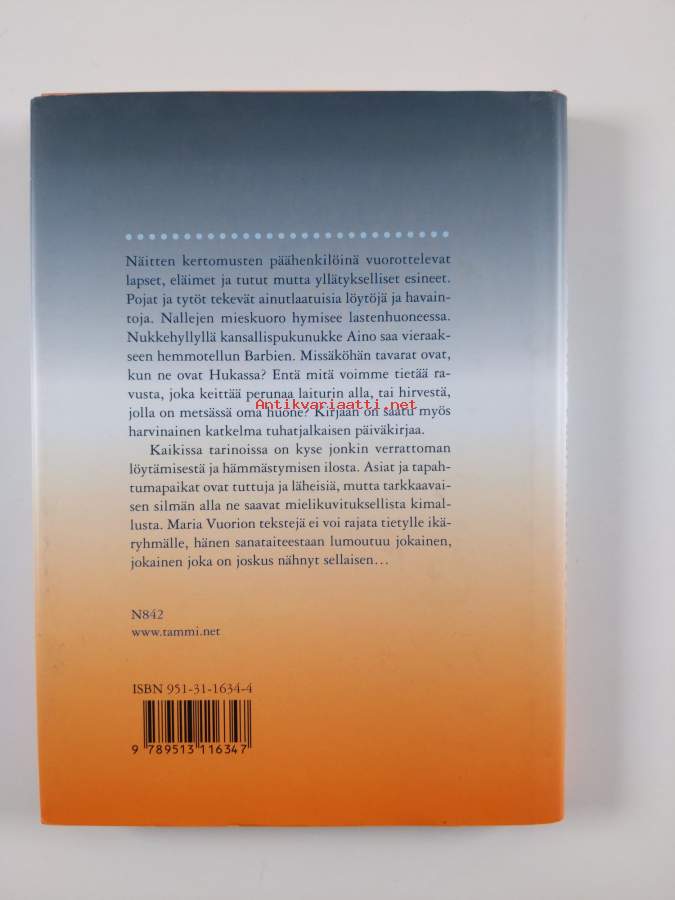 Näitten kertomusten päähenkilöinä vuorottelevat
lapset, eläimet ja tutut mutta yllätykselliset esineet.
Pojat ja tytöt tekevät ainutlaatuisia löytöjä ja havain-
toja. Nallejen mieskuoro hymisee lastenhuoneessa.
Nukkehyllyllä kansallispukunukke Aino saa vieraak-
seen hemmotellun Barbien. Missäköhän tavarat ovat,
kun ne ovat Hukassa? Entä mitä voimme tietää ra-
vusta, joka keittää perunaa laiturin alla, tai hirvestä,
jolla on metsässä oma huone? Kirjaan on saatu myös
Antikvariaatti.net
harvinainen katkelma tuhatjalkaisen päiväkirjaa.
Kaikissa tarinoissa on kyse jonkin verrattoman
löytämisestä ja hämmästymisen ilosta. Asiat ja tapah-
tumapaikat ovat tuttuja ja läheisiä, mutta tarkkaavai-
sen silmän alla ne saavat mielikuvituksellista kimal-
lusta. Maria Vuorion tekstejä ei voi rajata tietylle ikä-
ryhmälle, hänen sanataiteestaan lumoutuu jokainen,
jokainen joka on joskus nähnyt sellaisen…
N842
www.tammi.net
ISBN 951-31-1634-4
9 789513 116347